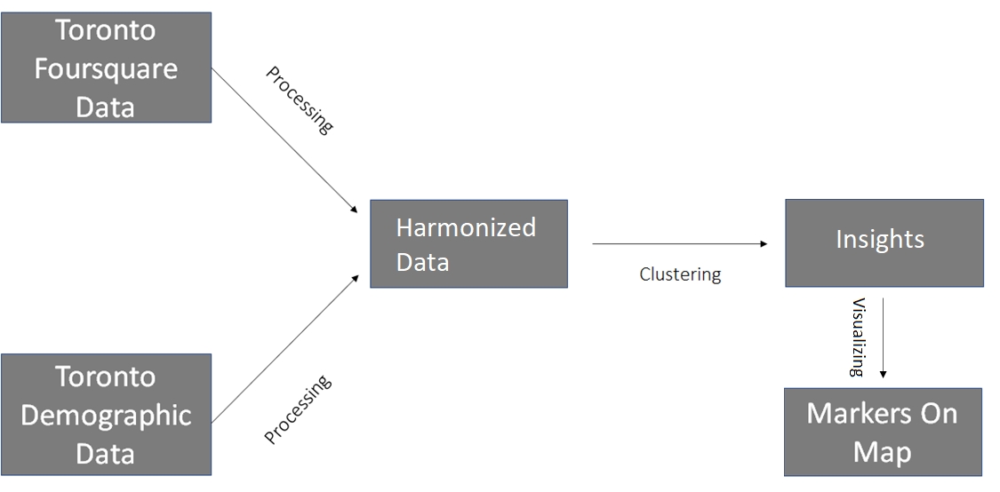 Toronto
Foursquare
Data
Processing
Harmonized
Data
Clustering
Insights
Visualizing
Markers On
Map
Toronto
Demographic
Data
Processing